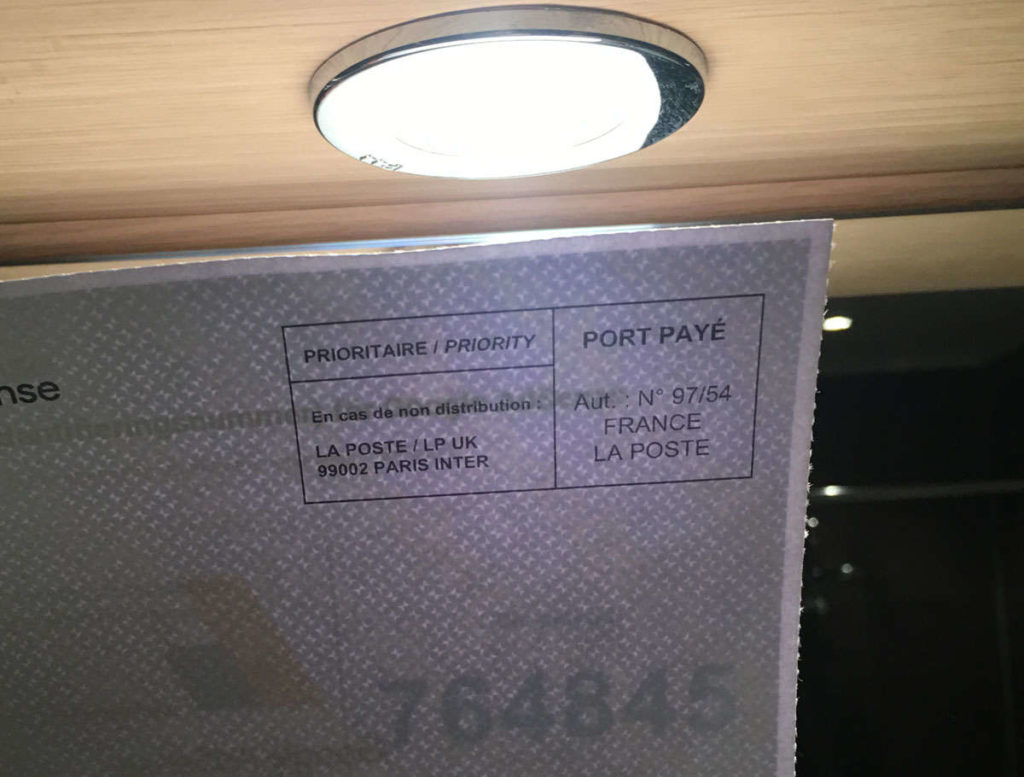 nse
PRIORITAIRE / PRIORITY
En cas de non distribution :
LA POSTE / LP UK
99002 PARIS INTER
PORT PAYÉ
Aut. : N° 97/54
FRANCE
LA POSTE
764845